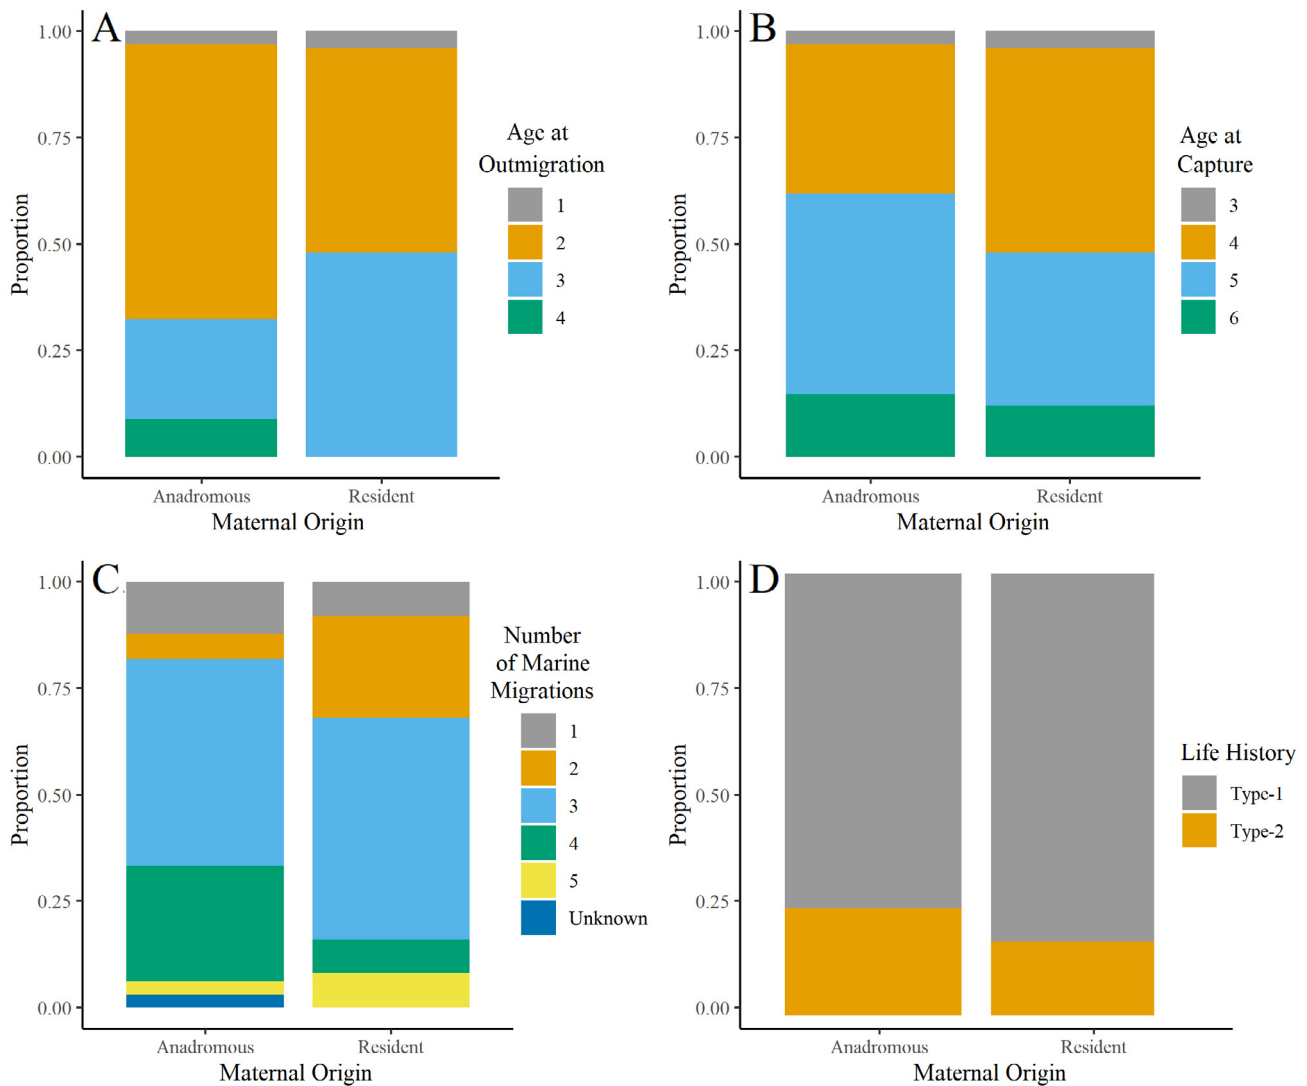 A
1.00
0.75
0.50
0.25
0.00
Proportion
Anadromous
Resident
Maternal Origin
Age at
Outmigration
1
2
3
4
B
1.00
0.75
0.50
0.25
0.00
Proportion
Anadromous
Resident
Maternal Origin
Age at
Capture
3
4
5
6
C
1.00
0.75
0.50
0.25
0.00
Proportion
Anadromous
Resident
Maternal Origin
Number
of Marine
Migrations
1
2
3
4
5
Unknown
D
1.00
0.75
0.50
0.25
0.00
Proportion
Anadromous
Resident
Maternal Origin
Life History
Type-1
Type-2